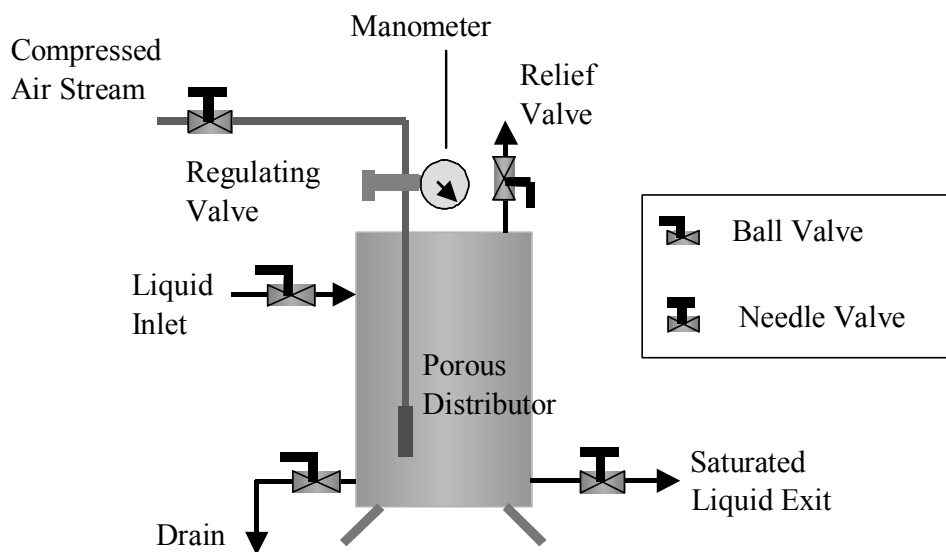 Manometer
Compressed
Air Stream
Relief
Valve
Regulating
Valve
Ball Valve
Liquid
Inlet
Needle Valve
Porous
Distributor
Saturated
Liquid Exit
Drain